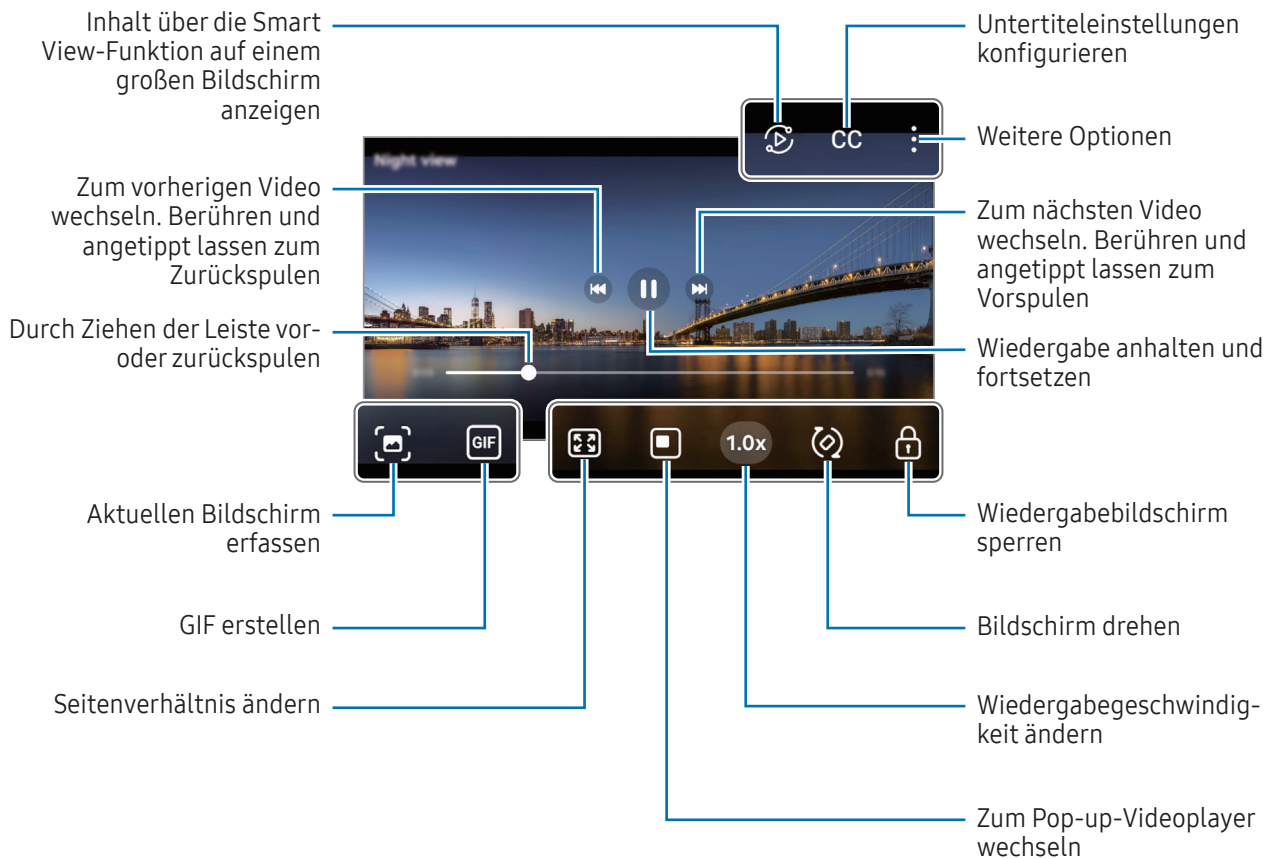 Inhalt über die Smart
View-Funktion auf einem
großen Bildschirm
anzeigen
Untertiteleinstellungen
konfigurieren
CC
Weitere Optionen
Night view
Zum vorherigen Video
wechseln. Berühren und
angetippt lassen zum
Zurückspulen
Zum nächsten Video
wechseln. Berühren und
angetippt lassen zum
Vorspulen
Durch Ziehen der Leiste vor-
oder zurückspulen
Wiedergabe anhalten und
fortsetzen
GIF
1.0x
Aktuellen Bildschirm
erfassen
Wiedergabebildschirm
sperren
GIF erstellen
Bildschirm drehen
Seitenverhältnis ändern
Wiedergabegeschwindig-
keit ändern
Zum Pop-up-Videoplayer
wechseln